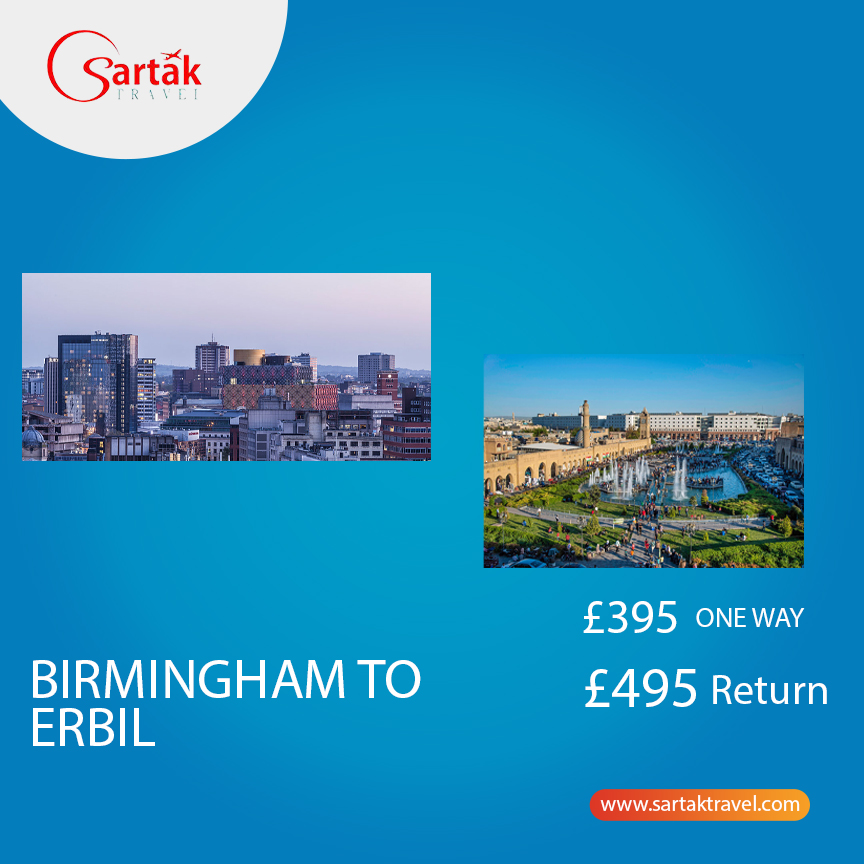 Sartak
TRAVEL
BIRMINGHAM TO
ERBIL
£395 ONE WAY
£495 Return
www.sartaktravel.com